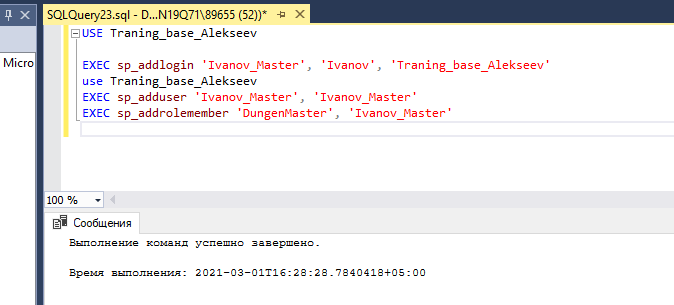 SQLQuery23.sql - D...N19Q71\89655 (52))*
Micro
USE Traning_base_Alekseev
EXEC sp_addlogin 'Ivanov_Master', 'Ivanov', 'Traning_base_Alekseev'
use Traning_base_Alekseev
EXEC sp_adduser 'Ivanov_Master', 'Ivanov_Master'
EXEC sp_addrolemember 'DungenMaster', 'Ivanov_Master'
100 %
Сообщения
Выполнение команд успешно завершено.
Время выполнения: 2021-03-01T16:28:28.7840418+05:00